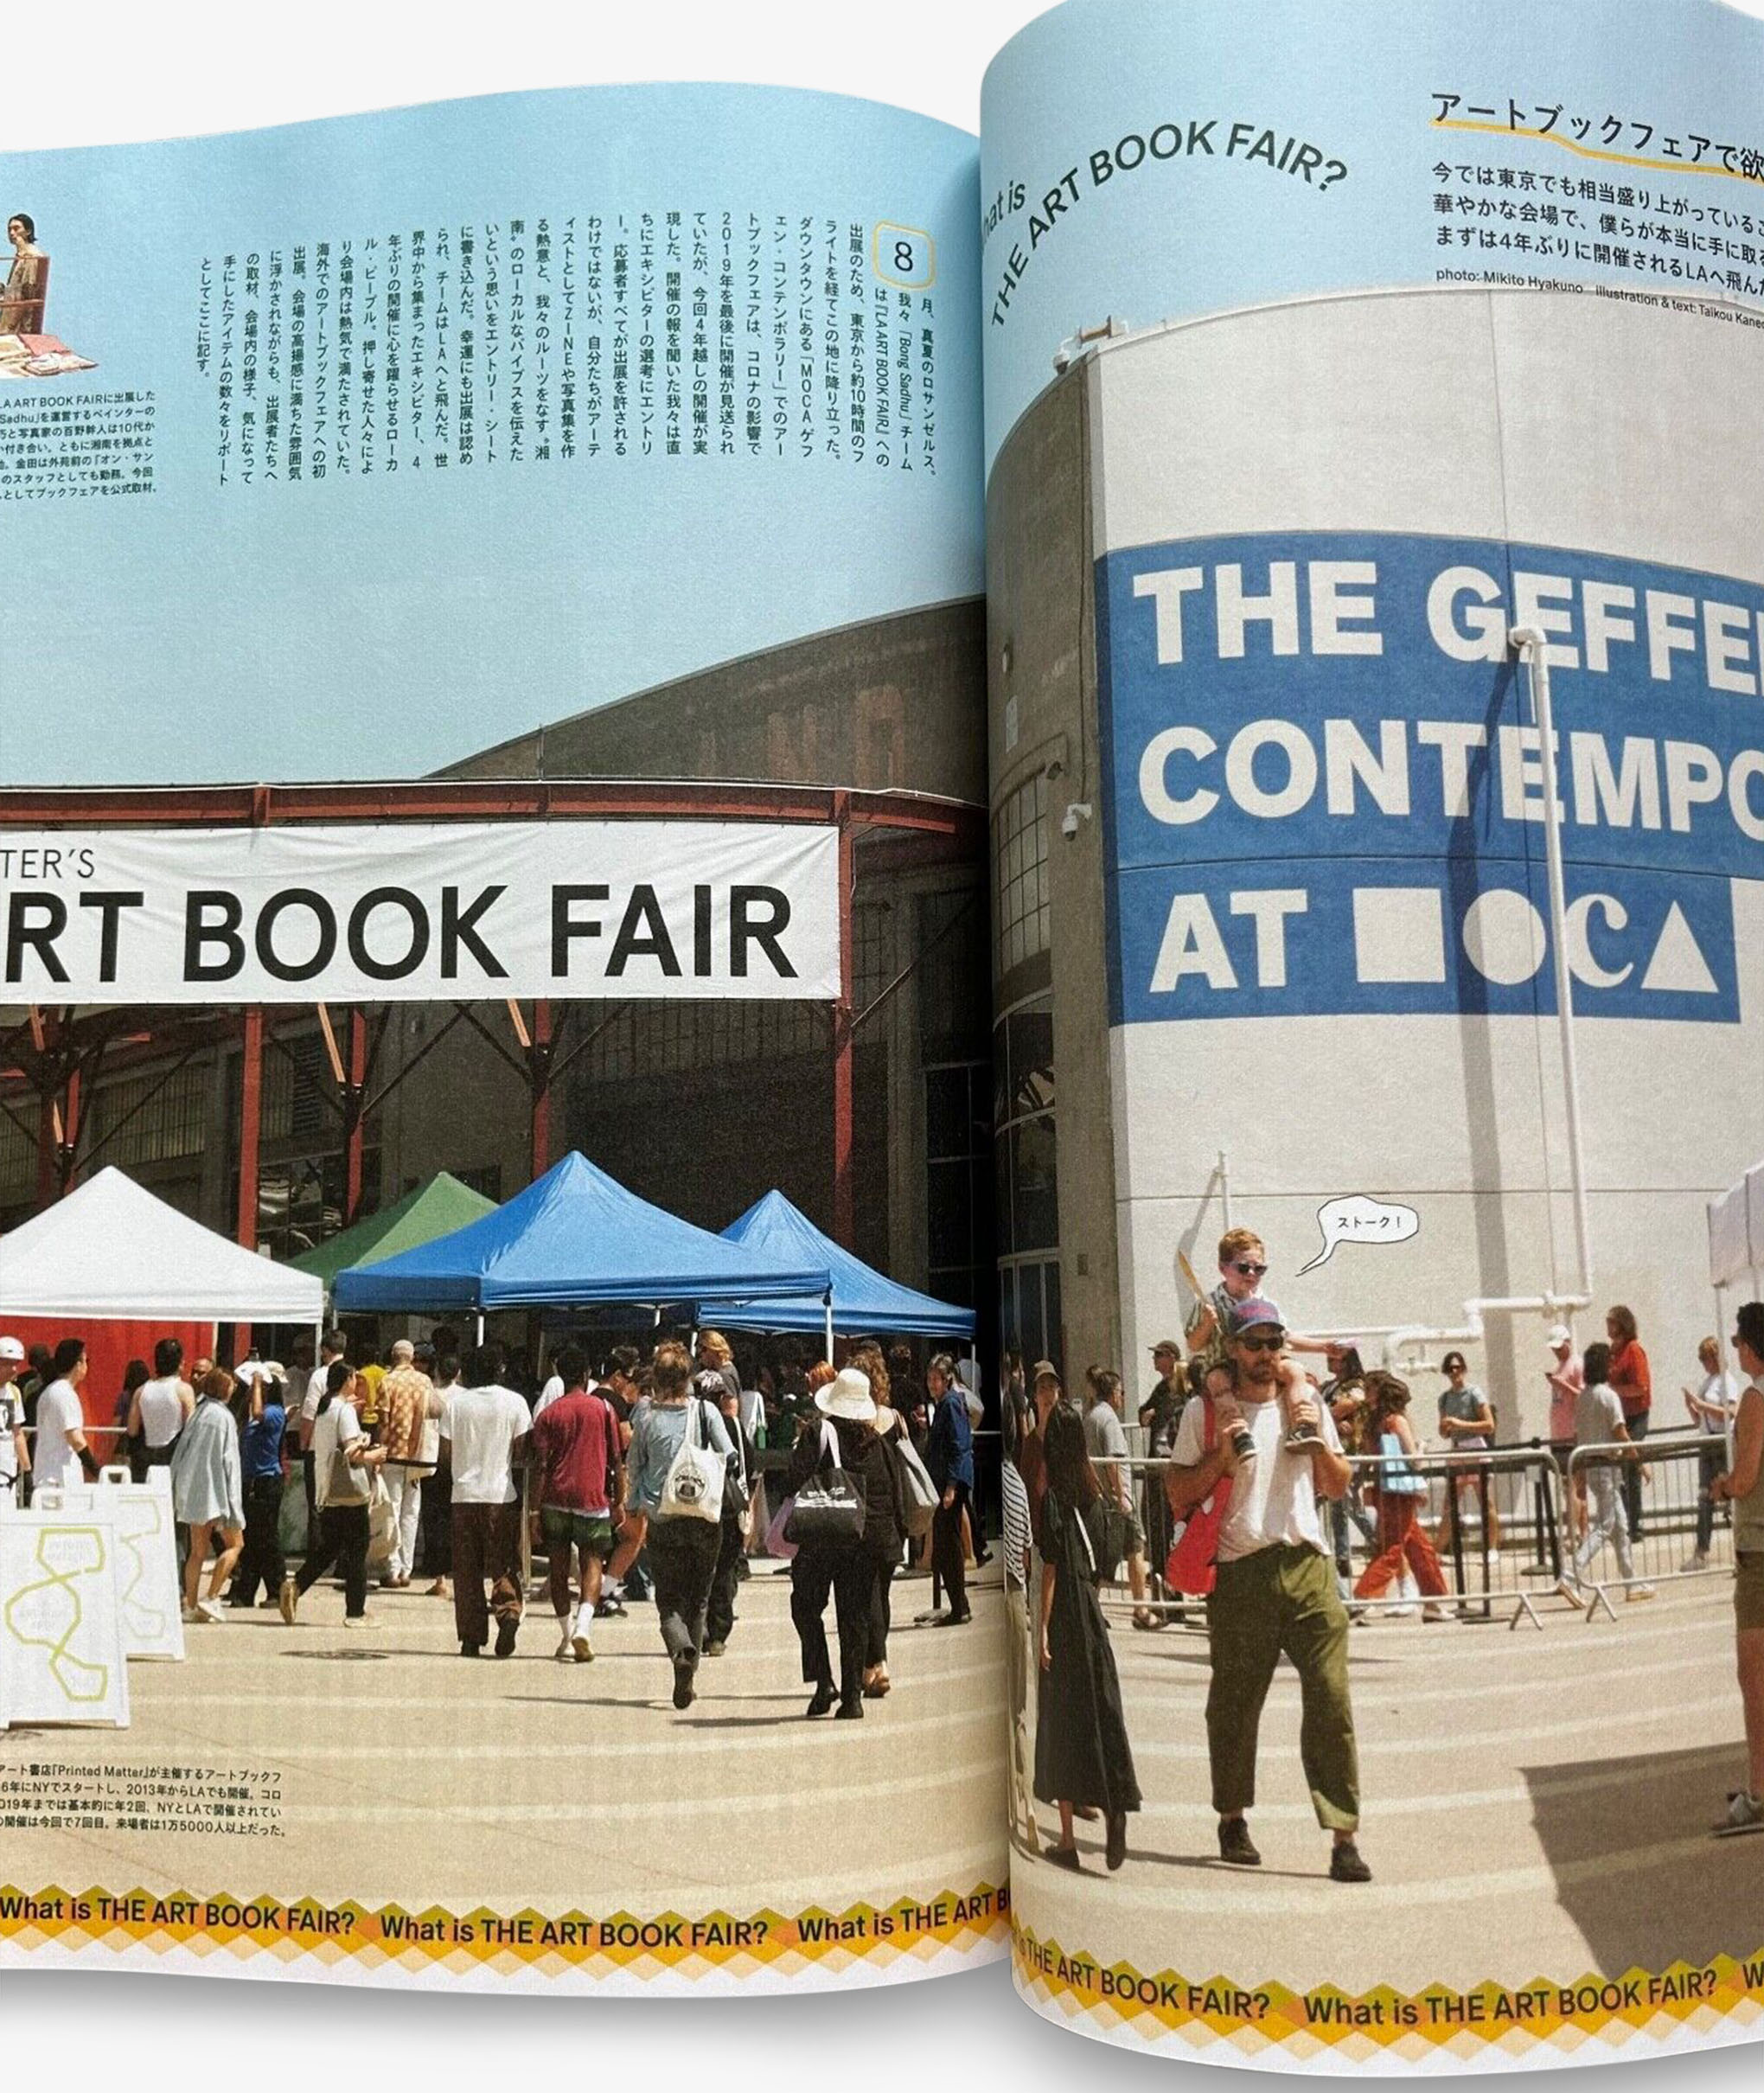 THE ART BOOK FAIR?
アートブックフェアで欲
今では東京でも相当盛り上がっているこ
華やかな会場で、僕らが本当に手に取る
まずは4年ぶりに開催されるLAへ飛んだ
photo: Mikito Hyakuno illustration & text: Taikou Kane
THE GEFFE
CONTEMPO
AT ■●CA
ストーク！
THE ART BOOK FAIR? What is THE ART BOOK FAIR? W
8月、真夏のロサンゼルス。
我々『Bong Sadhu』チーム
は『LA ART BOOK FAIR』への
出展のため、東京から約10時間のフ
ライトを経てこの地に降り立った。
ダウンタウンにある「MOCAゲフ
ェン・コンテンポラリー」でのアー
トブックフェアは、コロナの影響で
2019年を最後に開催が見送られ
ていたが、今回4年越しの開催が実
現した。開催の報を聞いた我々は直
ちにエキシビターの選考にエントリ
ー。応募者すべてが出展を許される
わけではないが、自分たちがアーテ
ィストとしてZINEや写真集を作
る熱意と、我々のルーツをなす〝湘
南〟のローカルなバイブスを伝えた
いという思いをエントリー・シート
に書き込んだ。幸運にも出展は認め
られ、チームはLAへと飛んだ。世
界中から集まったエキシビター、4
年ぶりの開催に心を躍らせるローカ
ル・ピープル。押し寄せた人々によ
り会場内は熱気で満たされていた。
海外でのアートブックフェアへの初
出展。会場の高揚感に満ちた雰囲気
に浮かされながらも、出展者たちへ
の取材、会場内の様子、気になって
手にしたアイテムの数々をリポート
としてここに記す。
LA ART BOOK FAIRに出展した
Sadhu』を運営するペインターの
巧と写真家の百野幹人は10代か
付き合い。ともに湘南を拠点と
動。金田は外苑前の『オン・サン
のスタッフとしても勤務。今回
としてブックフェアを公式取材。
TER'S
RT BOOK FAIR
アート書店『Printed Matter』が主催するアートブックフ
6年にNYでスタートし、2013年からLAでも開催。コロ
019年までは基本的に年2回、NYとLAで開催されてい
の開催は今回で7回目。来場者は1万5000人以上だった。
What is THE ART BOOK FAIR? What is THE ART BOOK FAIR? What is THE ART B